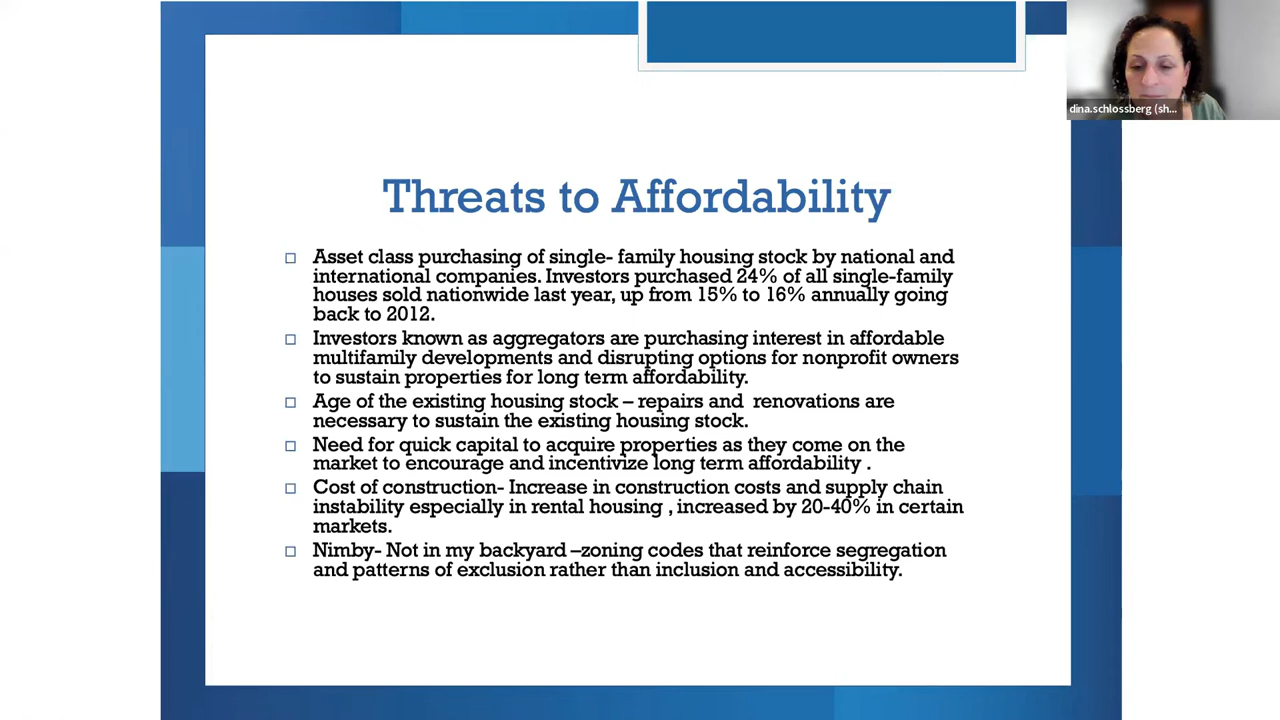 dina.schlossberg (sh...
Threats to Affordability
Asset class purchasing of single- family housing stock by national and
international companies. Investors purchased 24% of all single-family
houses sold nationwide last year, up from 15% to 16% annually going
back to 2012.
Investors known as aggregators are purchasing interest in affordable
multifamily developments and disrupting options for nonprofit owners
to sustain properties for long term affordability.
Age of the existing housing stock – repairs and  renovations are
necessary to sustain the existing housing stock.
Need for quick capital to acquire properties as they come on the
market to encourage and incentivize long term affordability .
Cost of construction- Increase in construction costs and supply chain
instability especially in rental housing , increased by 20-40% in certain
markets.
Nimby- Not in my backyard –zoning codes that reinforce segregation
and patterns of exclusion rather than inclusion and accessibility.